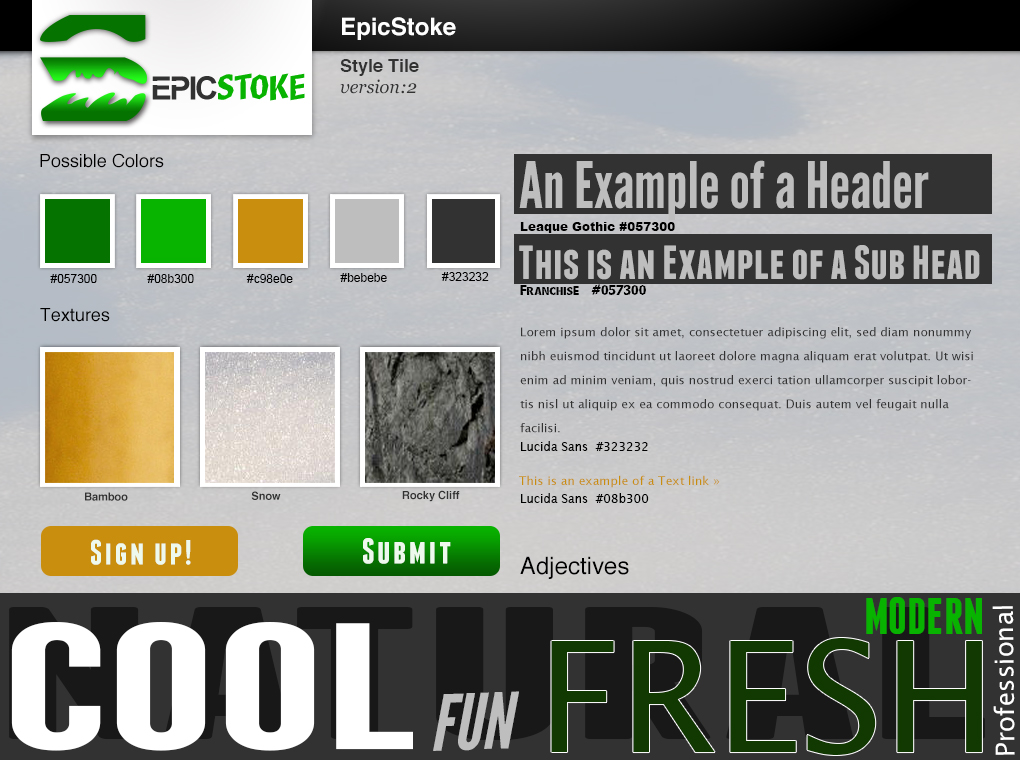 EpicStoke
EPICSTOKE
Style Tile
version:2
Possible Colors
#057300
#08b300
#c98e0e
#bebebe
#323232
Textures
Bamboo
Snow
Rocky Cliff
Sign up!
Submit
An Example of a Header
Leaque Gothic #057300
This is an Example of a Sub Head
Franchise #057300
Lorem ipsum dolor sit amet, consectetuer adipiscing elit, sed diam nonummy
nibh euismod tincidunt ut laoreet dolore magna aliquam erat volutpat. Ut wisi
enim ad minim veniam, quis nostrud exerci tation ullamcorper suscipit lobor-
tis nisl ut aliquip ex ea commodo consequat. Duis autem vel feugait nulla
facilisi.
Lucida Sans #323232
This is an example of a Text link »
Lucida Sans #08b300
Adjectives
NATURAL
COOL
FUN
FRESH
MODERN
Professional